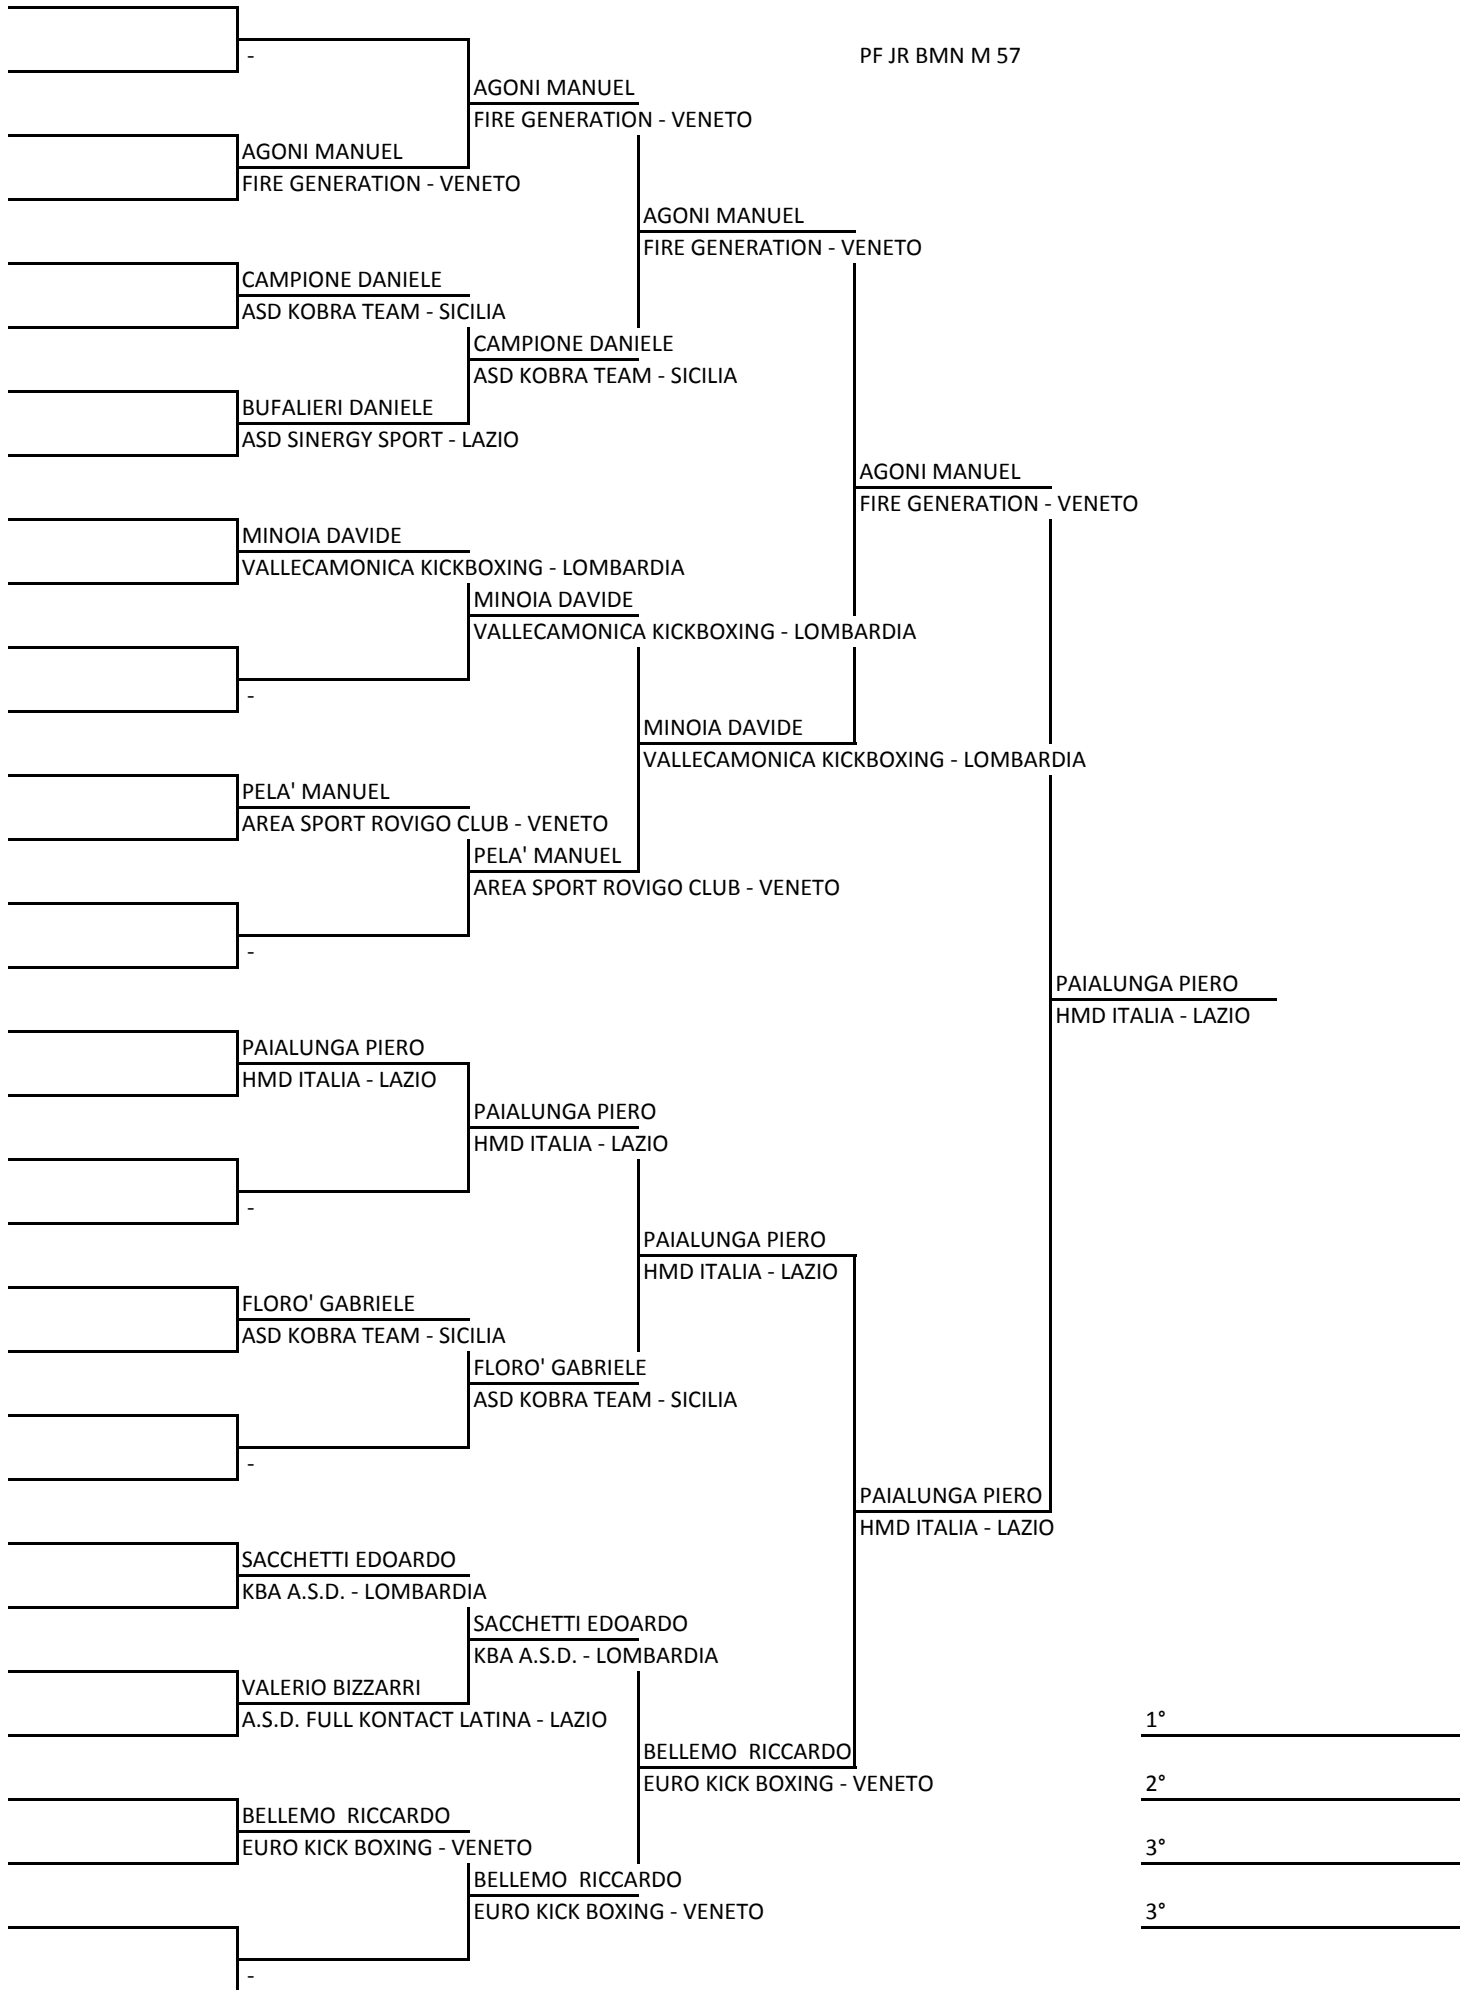 -
PF JR BMN M 57
AGONI MANUEL
FIRE GENERATION - VENETO
AGONI MANUEL
FIRE GENERATION - VENETO
AGONI MANUEL
FIRE GENERATION - VENETO
CAMPIONE DANIELE
ASD KOBRA TEAM - SICILIA
CAMPIONE DANIELE
ASD KOBRA TEAM - SICILIA
BUFALIERI DANIELE
ASD SINERGY SPORT - LAZIO
AGONI MANUEL
FIRE GENERATION - VENETO
MINOIA DAVIDE
VALLECAMONICA KICKBOXING - LOMBARDIA
MINOIA DAVIDE
VALLECAMONICA KICKBOXING - LOMBARDIA
-
MINOIA DAVIDE
VALLECAMONICA KICKBOXING - LOMBARDIA
PELA' MANUEL
AREA SPORT ROVIGO CLUB - VENETO
PELA' MANUEL
AREA SPORT ROVIGO CLUB - VENETO
-
PAIALUNGA PIERO
HMD ITALIA - LAZIO
PAIALUNGA PIERO
HMD ITALIA - LAZIO
PAIALUNGA PIERO
HMD ITALIA - LAZIO
-
PAIALUNGA PIERO
HMD ITALIA - LAZIO
FLORO' GABRIELE
ASD KOBRA TEAM - SICILIA
FLORO' GABRIELE
ASD KOBRA TEAM - SICILIA
-
PAIALUNGA PIERO
HMD ITALIA - LAZIO
SACCHETTI EDOARDO
KBA A.S.D. - LOMBARDIA
SACCHETTI EDOARDO
KBA A.S.D. - LOMBARDIA
VALERIO BIZZARRI
A.S.D. FULL KONTACT LATINA - LAZIO
1°
BELLEMO  RICCARDO
EURO KICK BOXING - VENETO
2°
BELLEMO  RICCARDO
EURO KICK BOXING - VENETO
3°
BELLEMO  RICCARDO
EURO KICK BOXING - VENETO
3°
-